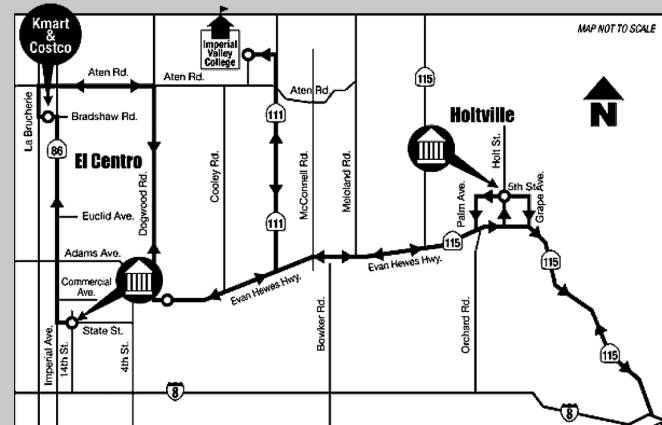 Kmart
&
Costco
Imperial
Valley
College
MAP NOT TO SCALE
Aten Rd.
Aten Rd.
Aten Rd.
115
N
La Brucherie
Bradshaw Rd.
111
Holtville
86
El Centro
Dogwood Rd.
Cooley Rd.
McConnell Rd.
Meloland Rd.
Holt St.
5th St.
Palm Ave.
Grape Ave.
Euclid Ave.
111
115
Adams Ave.
Evan Hewes Hwy.
115
Commercial
Ave.
Evan Hewes Hwy.
State St.
Imperial Ave.
14th St.
4th St.
Bowker Rd.
Orchard Rd.
115
8
8